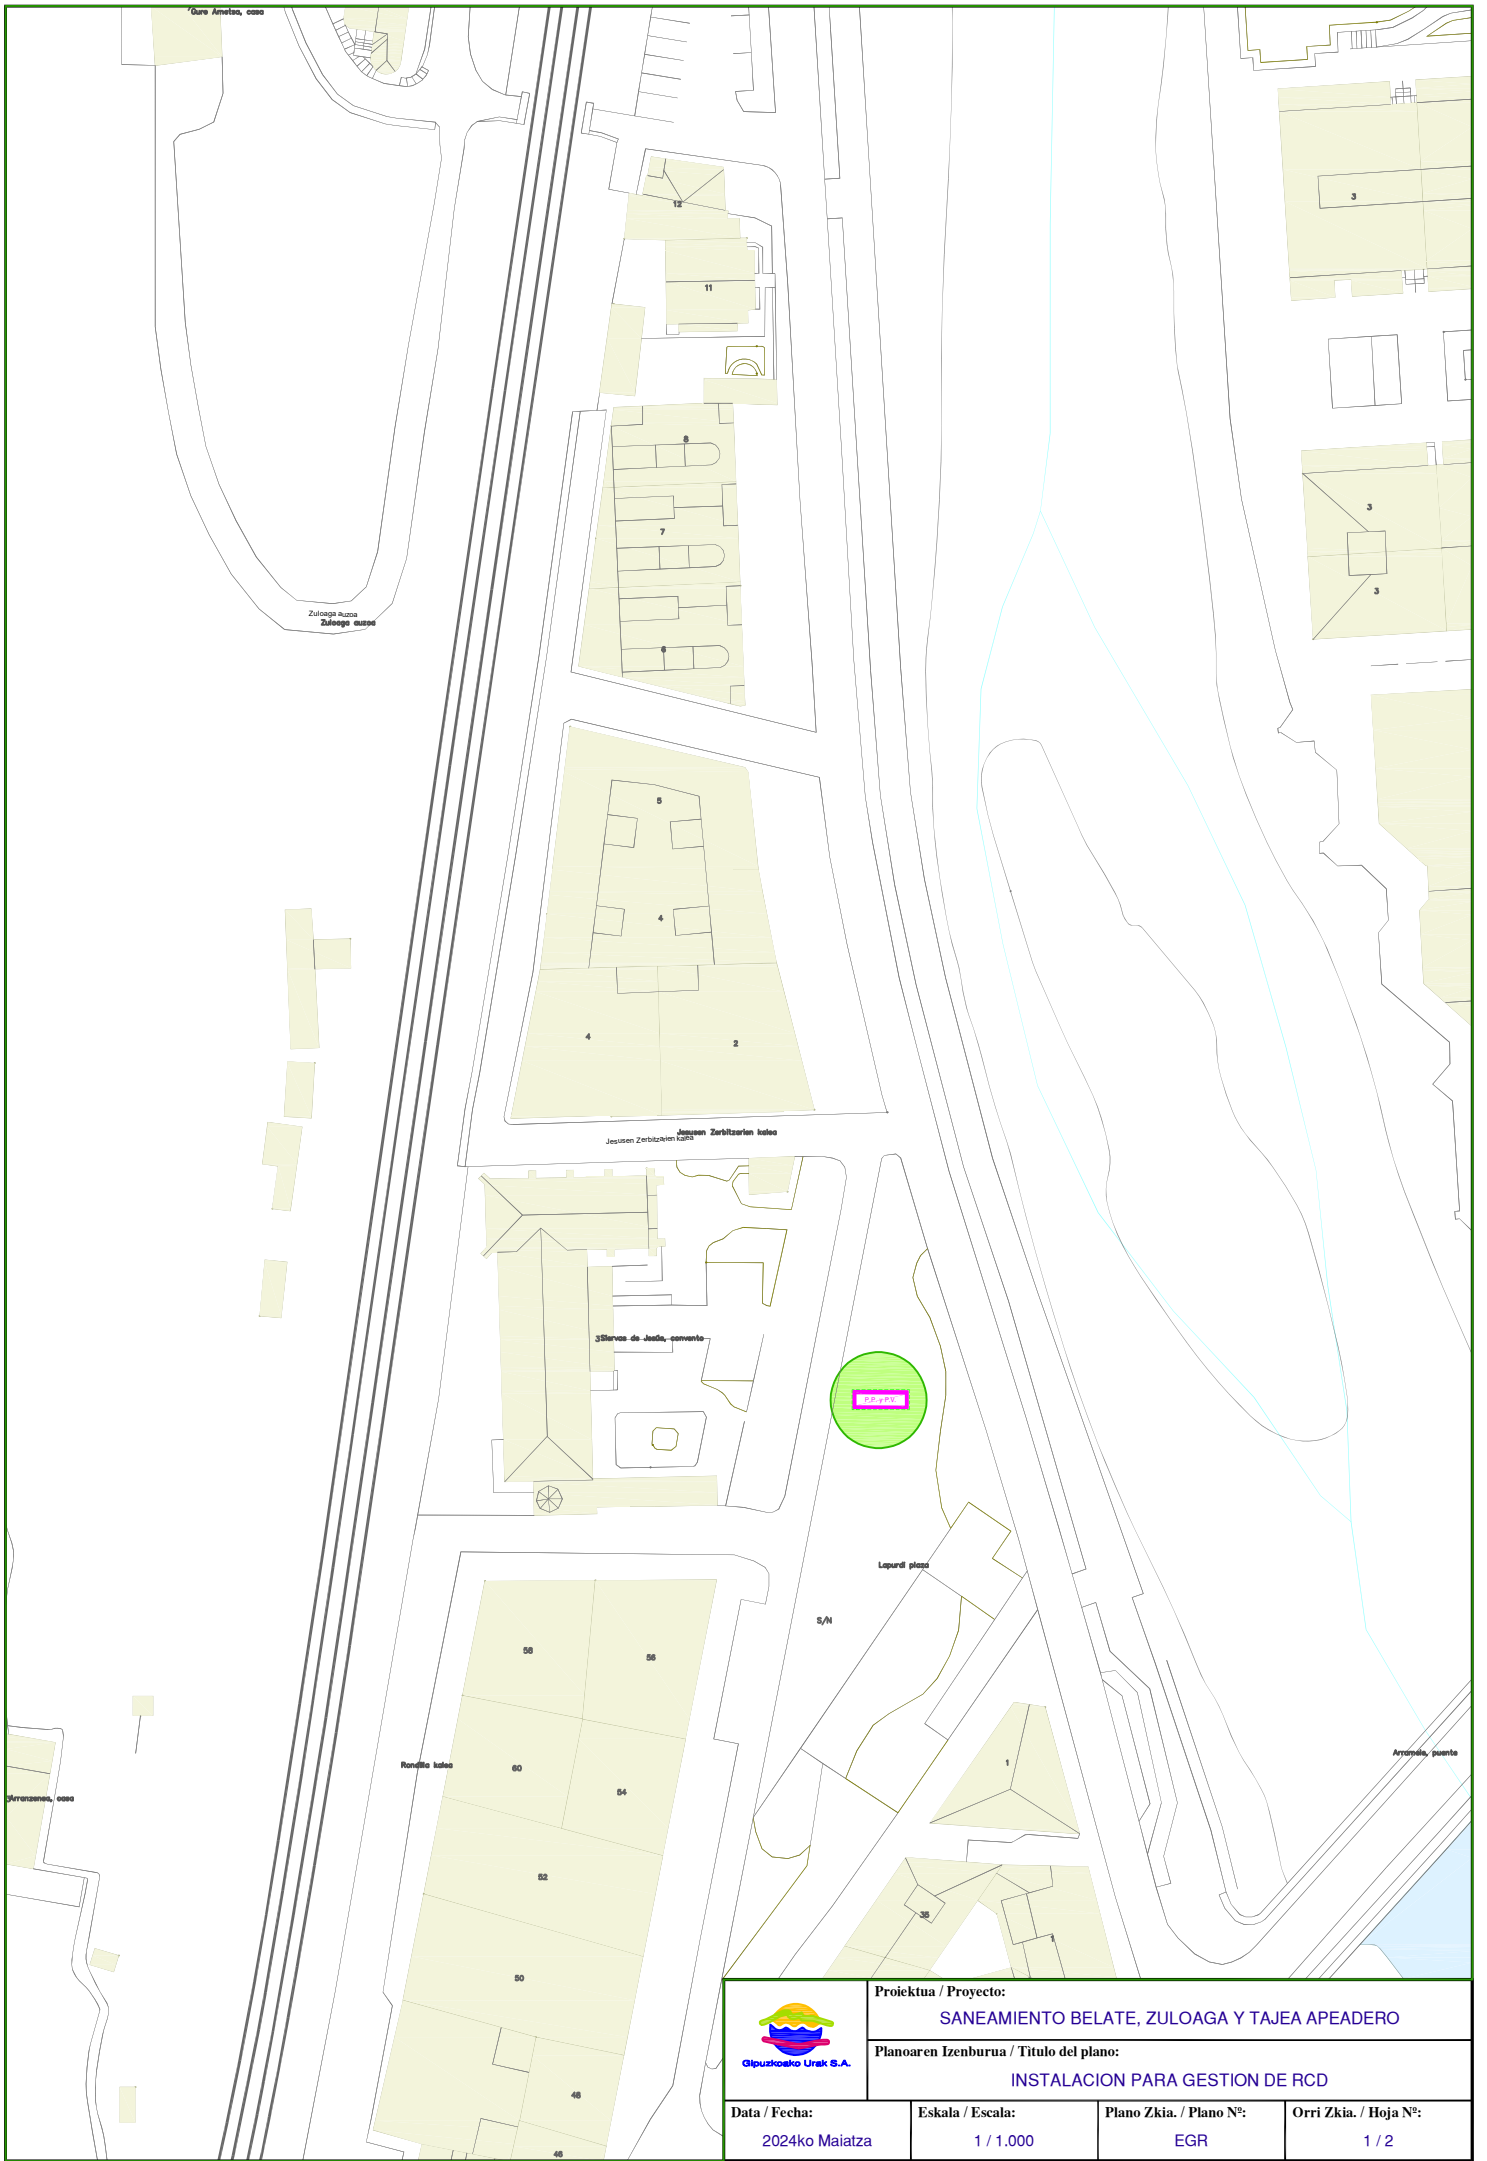 'Gure Ametsa, casa
12
3
11
8
3
7
3
Zuloaga auzoa
Zuloaga auzoa
6
5
4
4
2
Jesusen Zerbitzarien kalea
Jesusen Zerbitzarien kalea
3Siervas de Jesús, convento
P.P. y P.V.
Lapurdi plaza
S/N
58
56
Arramele, puente
1
Rondilla kalea
60
54
Arranzenea, casa
52
35
1
50
48
46
Gipuzkoako Urak S.A.
Proiektua / Proyecto:
SANEAMIENTO BELATE, ZULOAGA Y TAJEA APEADERO
Planoaren Izenburua / Título del plano:
INSTALACION PARA GESTION DE RCD
Data / Fecha:
2024ko Maiatza
Eskala / Escala:
1 / 1.000
Plano Zkia. / Plano Nº:
EGR
Orri Zkia. / Hoja Nº:
1 / 2